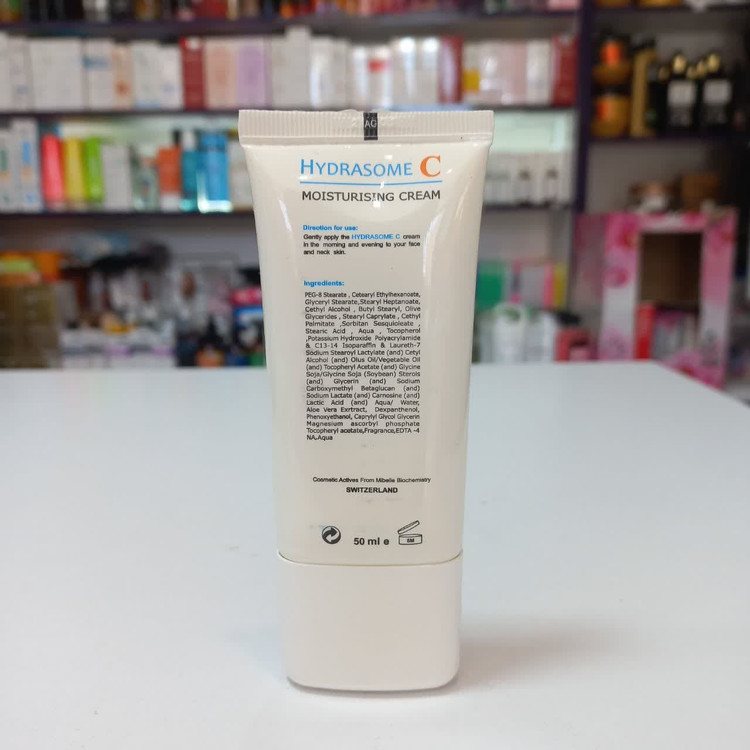 HYDRASOME C
MOISTURISING CREAM
Direction for use:
Gently apply the HYDRASOME C cream
in the morning and evening to your face
and neck skin.
Ingredients:
PEG-8 Stearate , Cetearyl Ethylhexanoate,
Glyceryl Stearate,Stearyl Heptanoate,
Cethyl Alcohol , Butyl Stearyl, Olive
Glycerides , Stearyl Caprylate , Cethyl
Palmitate ,Sorbitan Sesquioleate ,
Stearic Acid , Aqua , Tocopherol
,Potassium Hydroxide Polyacrylamide
& C13-14 Isoparaffin & Laureth-7
Sodium Stearoyl Lactylate (and) Cetyl
Alcohol (and) Olus Oil/Vegetable Oil
(and) Tocopheryl Acetate (and) Glycine
Soja/Glycine Soja (Soybean) Sterols
(and) Glycerin (and) Sodium
Carboxymethyl Betaglucan (and)
Sodium Lactate (and) Carnosine (and)
Lactic Acid (and) Aqua/ Water,
Aloe Vera Exrtract, Dexpanthenol,
Phenoxyethanol, Caprylyl Glycol Glycerin
Magnesium ascorbyl phosphate
Tocopheryl acetate,Fragrance,EDTA -4
NA,Aqua
Cosmetic Actives From Mibelle Biochemistry
SWITZERLAND
50 ml e